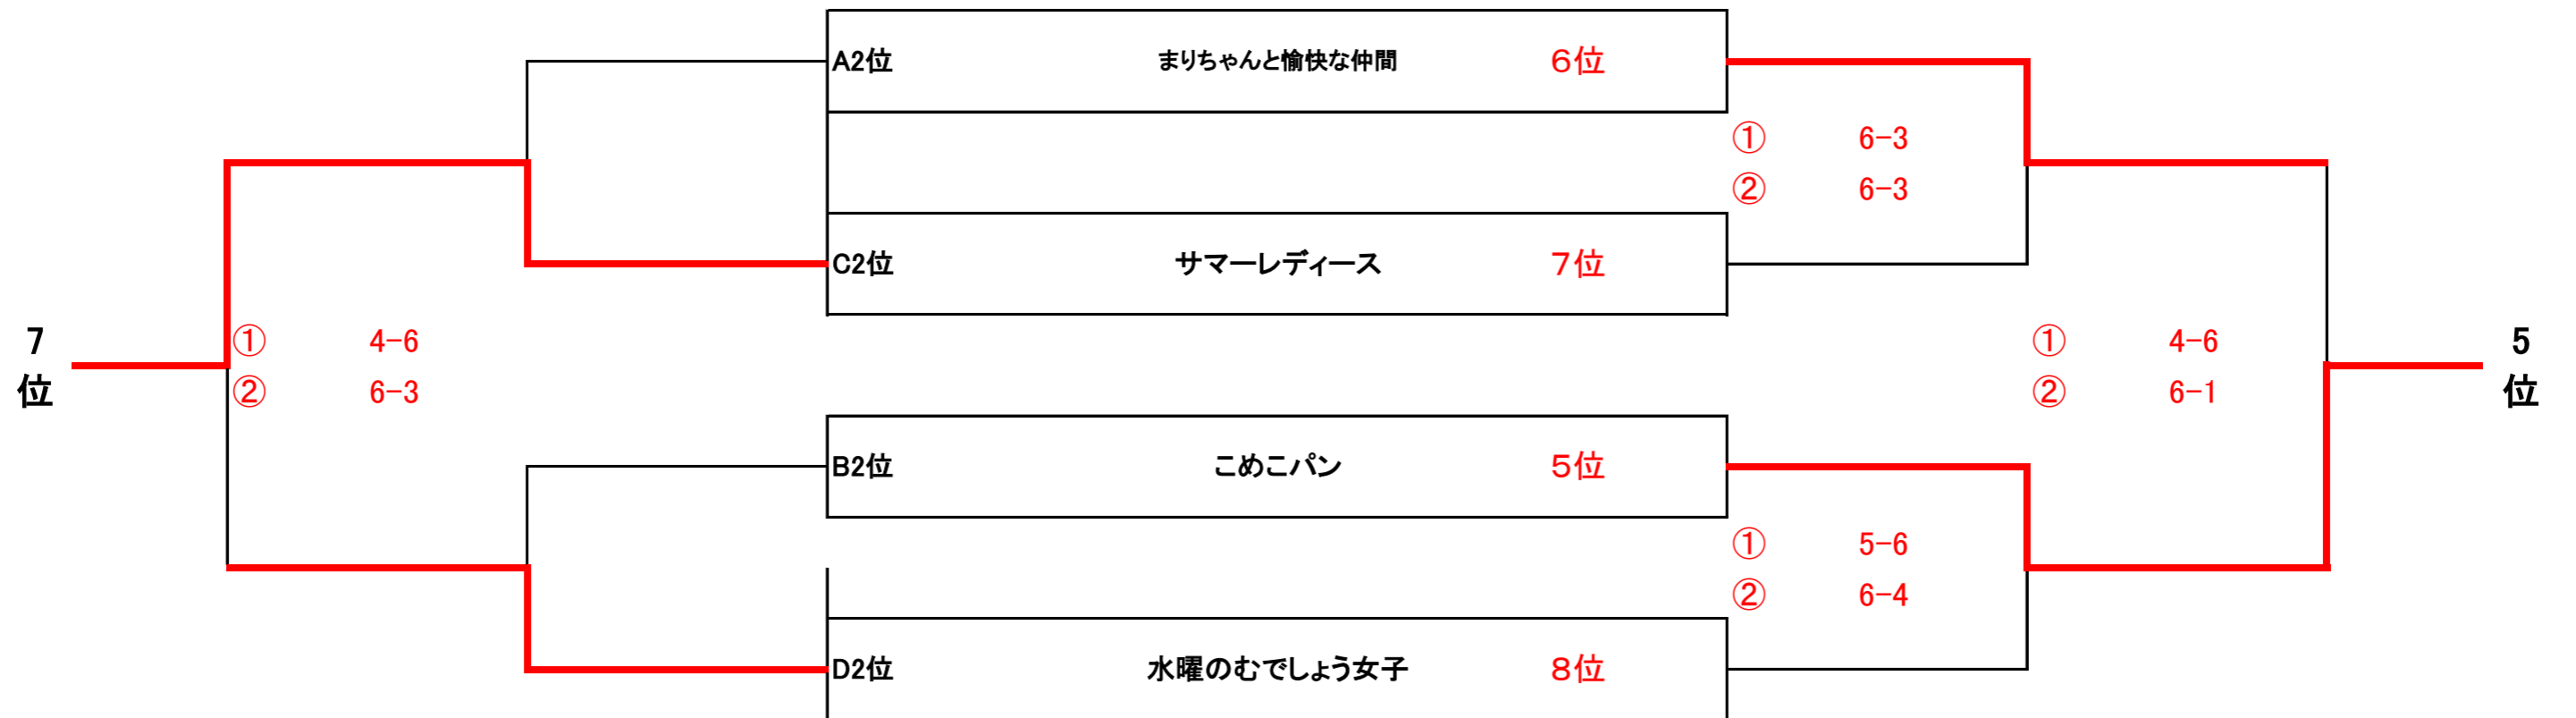 A2位 まりちゃんと愉快な仲間 6位
① 6-3
② 6-3
C2位 サマーレディース 7位
7位
① 4-6
② 6-3
① 4-6
② 6-1
5位
B2位 こめこパン 5位
① 5-6
② 6-4
D2位 水曜のむでしょう女子 8位